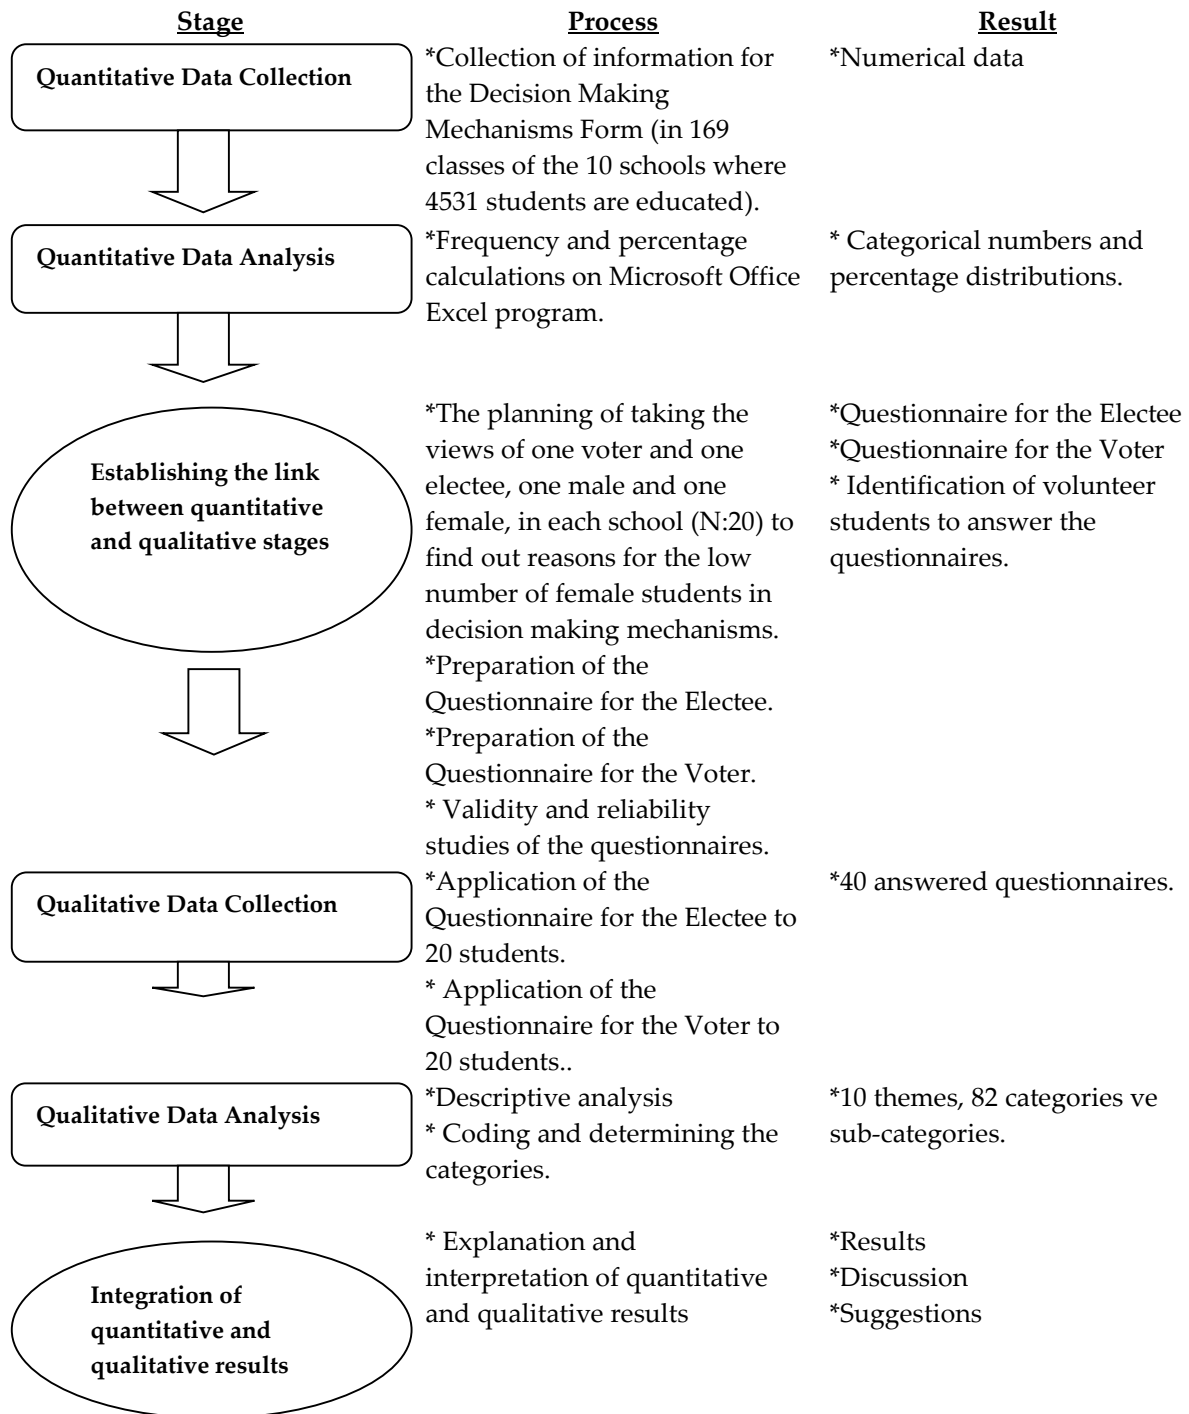 Stage Process Result
Quantitative Data Collection
*Collection of information for
the Decision Making
Mechanisms Form (in 169
classes of the 10 schools where
4531 students are educated).
*Numerical data
Quantitative Data Analysis
*Frequency and percentage
calculations on Microsoft Office
Excel program.
* Categorical numbers and
percentage distributions.
Establishing the link
between quantitative
and qualitative stages
*The planning of taking the
views of one voter and one
electee, one male and one
female, in each school (N:20) to
find out reasons for the low
number of female students in
decision making mechanisms.
*Preparation of the
Questionnaire for the Electee.
*Preparation of the
Questionnaire for the Voter.
* Validity and reliability
studies of the questionnaires.
*Questionnaire for the Electee
*Questionnaire for the Voter
* Identification of volunteer
students to answer the
questionnaires.
Qualitative Data Collection
*Application of the
Questionnaire for the Electee to
20 students.
* Application of the
Questionnaire for the Voter to
20 students..
*40 answered questionnaires.
Qualitative Data Analysis
*Descriptive analysis
* Coding and determining the
categories.
*10 themes, 82 categories ve
sub-categories.
Integration of
quantitative and
qualitative results
* Explanation and
interpretation of quantitative
and qualitative results
*Results
*Discussion
*Suggestions